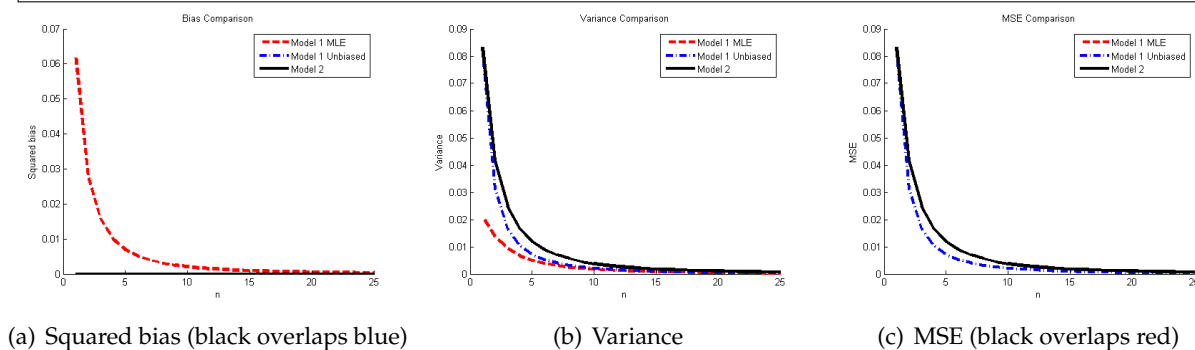 Bias Comparison
0.07
0.06
0.05
0.04
0.03
0.02
0.01
0
Squared bias
Model 1 MLE
Model 1 Unbiased
Model 2
0 5 10 15 20 25
n
(a) Squared bias (black overlaps blue)
Variance Comparison
0.09
0.08
0.07
0.06
0.05
0.04
0.03
0.02
0.01
0
Variance
Model 1 MLE
Model 1 Unbiased
Model 2
0 5 10 15 20 25
n
(b) Variance
MSE Comparison
0.09
0.08
0.07
0.06
0.05
0.04
0.03
0.02
0.01
0
MSE
Model 1 MLE
Model 1 Unbiased
Model 2
0 5 10 15 20 25
n
(c) MSE (black overlaps red)